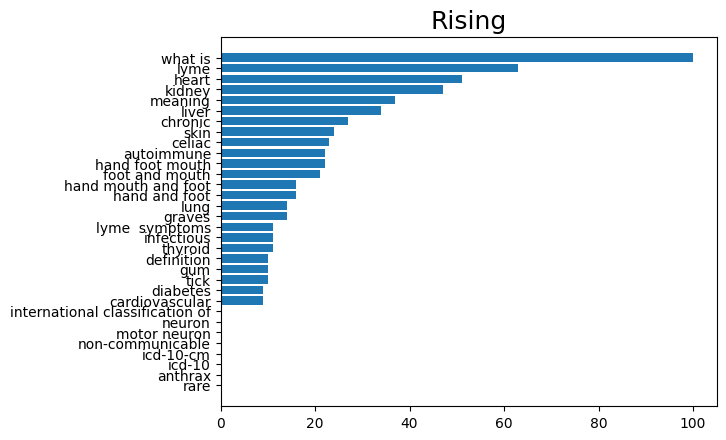 Rising
what is
lyme
heart
kidney
meaning
liver
chronic
skin
celiac
autoimmune
hand foot mouth
foot and mouth
hand mouth and foot
hand and foot
lung
graves
lyme  symptoms
infectious
thyroid
definition
gum
tick
diabetes
cardiovascular
international classification of
neuron
motor neuron
non-communicable
icd-10-cm
icd-10
anthrax
rare
0 20 40 60 80 100